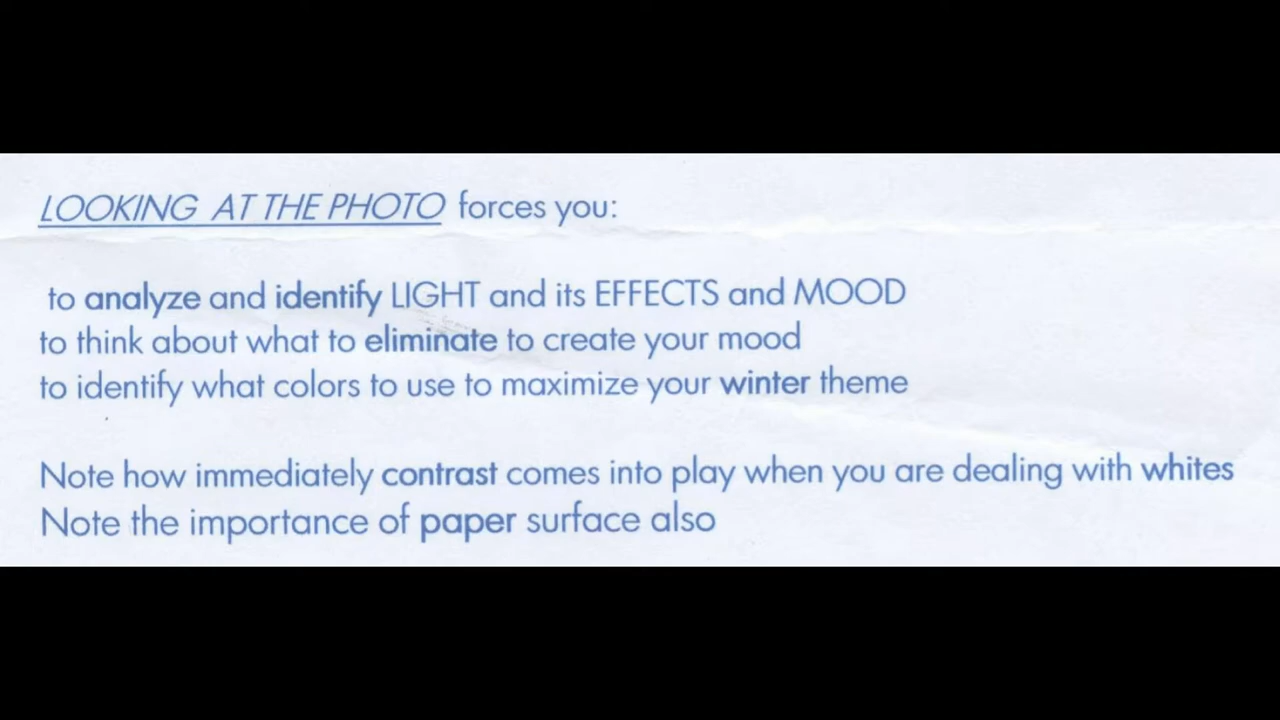 LOOKING AT THE PHOTO forces you:
to analyze and identify LIGHT and its EFFECTS and MOOD
to think about what to eliminate to create your mood
to identify what colors to use to maximize your winter theme
Note how immediately contrast comes into play when you are dealing with whites
Note the importance of paper surface also